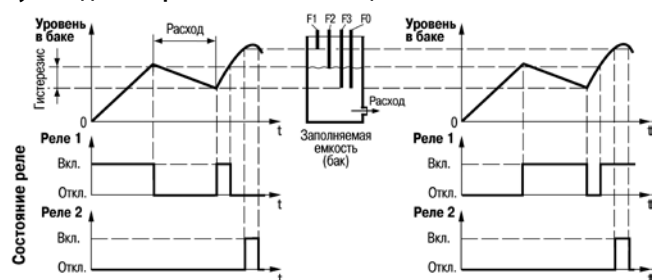 Уровень
в баке
Расход
Гистерезис
0
t
F1 F2 F3 F0
Расход
Заполняемая
емкость
(бак)
Уровень
в баке
0
t
Состояние реле
Реле 1
Вкл.
Откл.
t
Реле 2
Вкл.
Откл.
t
Реле 1
Вкл.
Откл.
t
Реле 2
Вкл.
Откл.
t